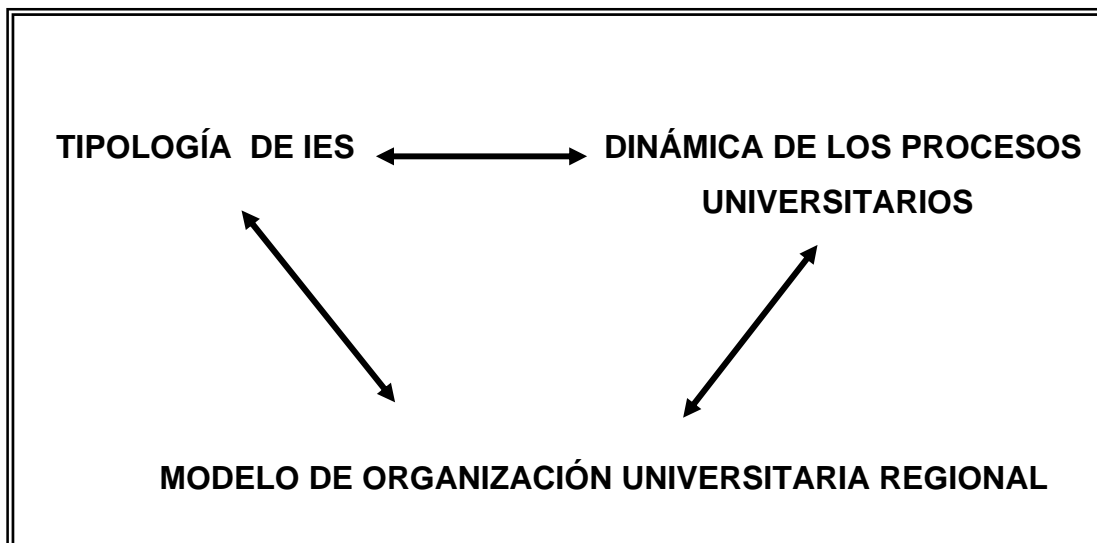 TIPOLOGÍA DE IES
DINÁMICA DE LOS PROCESOS
UNIVERSITARIOS
MODELO DE ORGANIZACIÓN UNIVERSITARIA REGIONAL